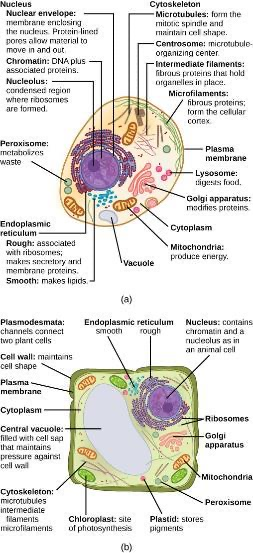 Nucleus
Nuclear envelope:
membrane enclosing
the nucleus. Protein-lined
pores allow material to
move in and out.
Chromatin: DNA plus
associated proteins.
Nucleolus:
condensed region
where ribosomes
are formed.
Peroxisome:
metabolizes
waste
Endoplasmic
reticulum
Rough: associated
with ribosomes;
makes secretory and
membrane proteins.
Smooth: makes lipids.
Cytoskeleton
Microtubules: form the
mitotic spindle and
maintain cell shape.
Centrosome: microtubule-
organizing center.
Intermediate filaments:
fibrous proteins that hold
organelles in place.
Microfilaments:
fibrous proteins;
form the cellular
cortex.
Plasma
membrane
Lysosome:
digests food.
Golgi apparatus:
modifies proteins.
Cytoplasm
Mitochondria:
produce energy.
Vacuole
(a)
Plasmodesmata:
channels connect
two plant cells
Cell wall: maintains
cell shape
Plasma
membrane
Cytoplasm
Central vacuole:
filled with cell sap
that maintains
pressure against
cell wall
Cytoskeleton:
microtubules
intermediate
filaments
microfilaments
Endoplasmic reticulum
smooth rough
Nucleus: contains
chromatin and a
nucleolus as in
an animal cell
Ribosomes
Golgi
apparatus
Mitochondria
Peroxisome
Chloroplast: site
of photosynthesis
Plastid: stores
pigments
(b)